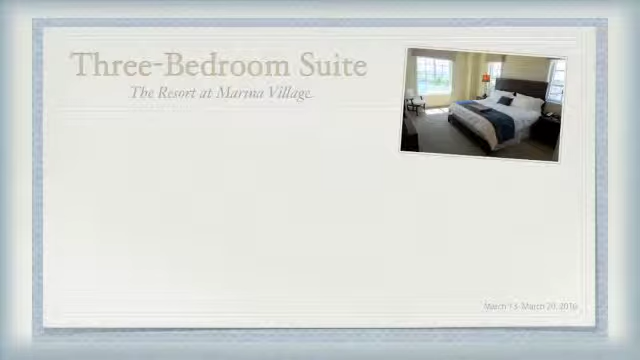 Three-Bedroom Suite
The Resort at Marina Village
March 13-March 20, 2016